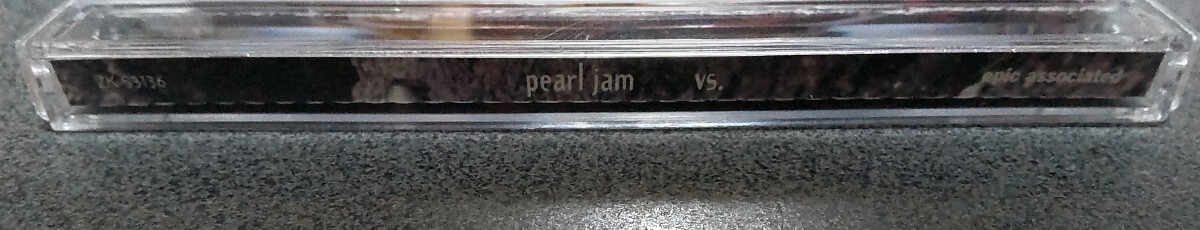 ZK 53136 pearl jam vs. epic associated